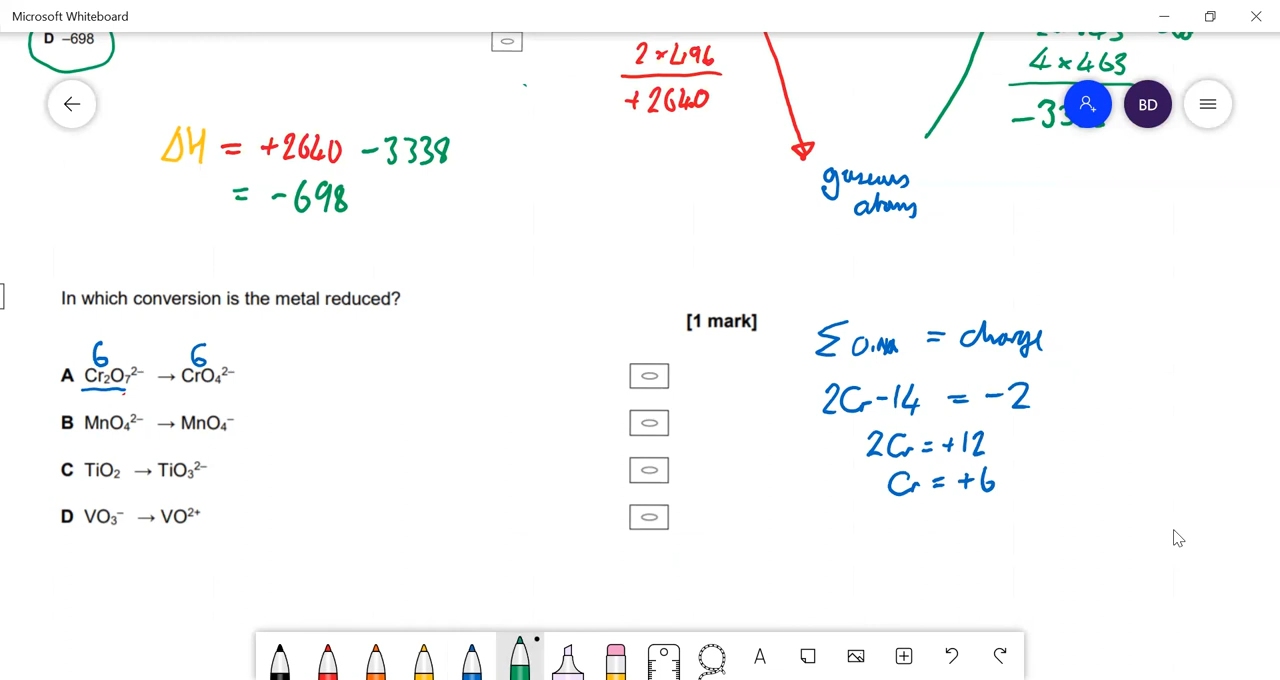 Microsoft Whiteboard
D –698
2 × 496
+2640
4 × 463
BD
ΔH = +2640 -3338
= -698
gaseous
atoms
In which conversion is the metal reduced?
[1 mark]
6 6
A Cr₂O₇²⁻ → CrO₄²⁻
B MnO₄²⁻ → MnO₄⁻
C TiO₂ → TiO₃²⁻
D VO₃⁻ → VO²⁺
Σ = charge
2Cr -14 = -2
2Cr = +12
Cr = +6
A